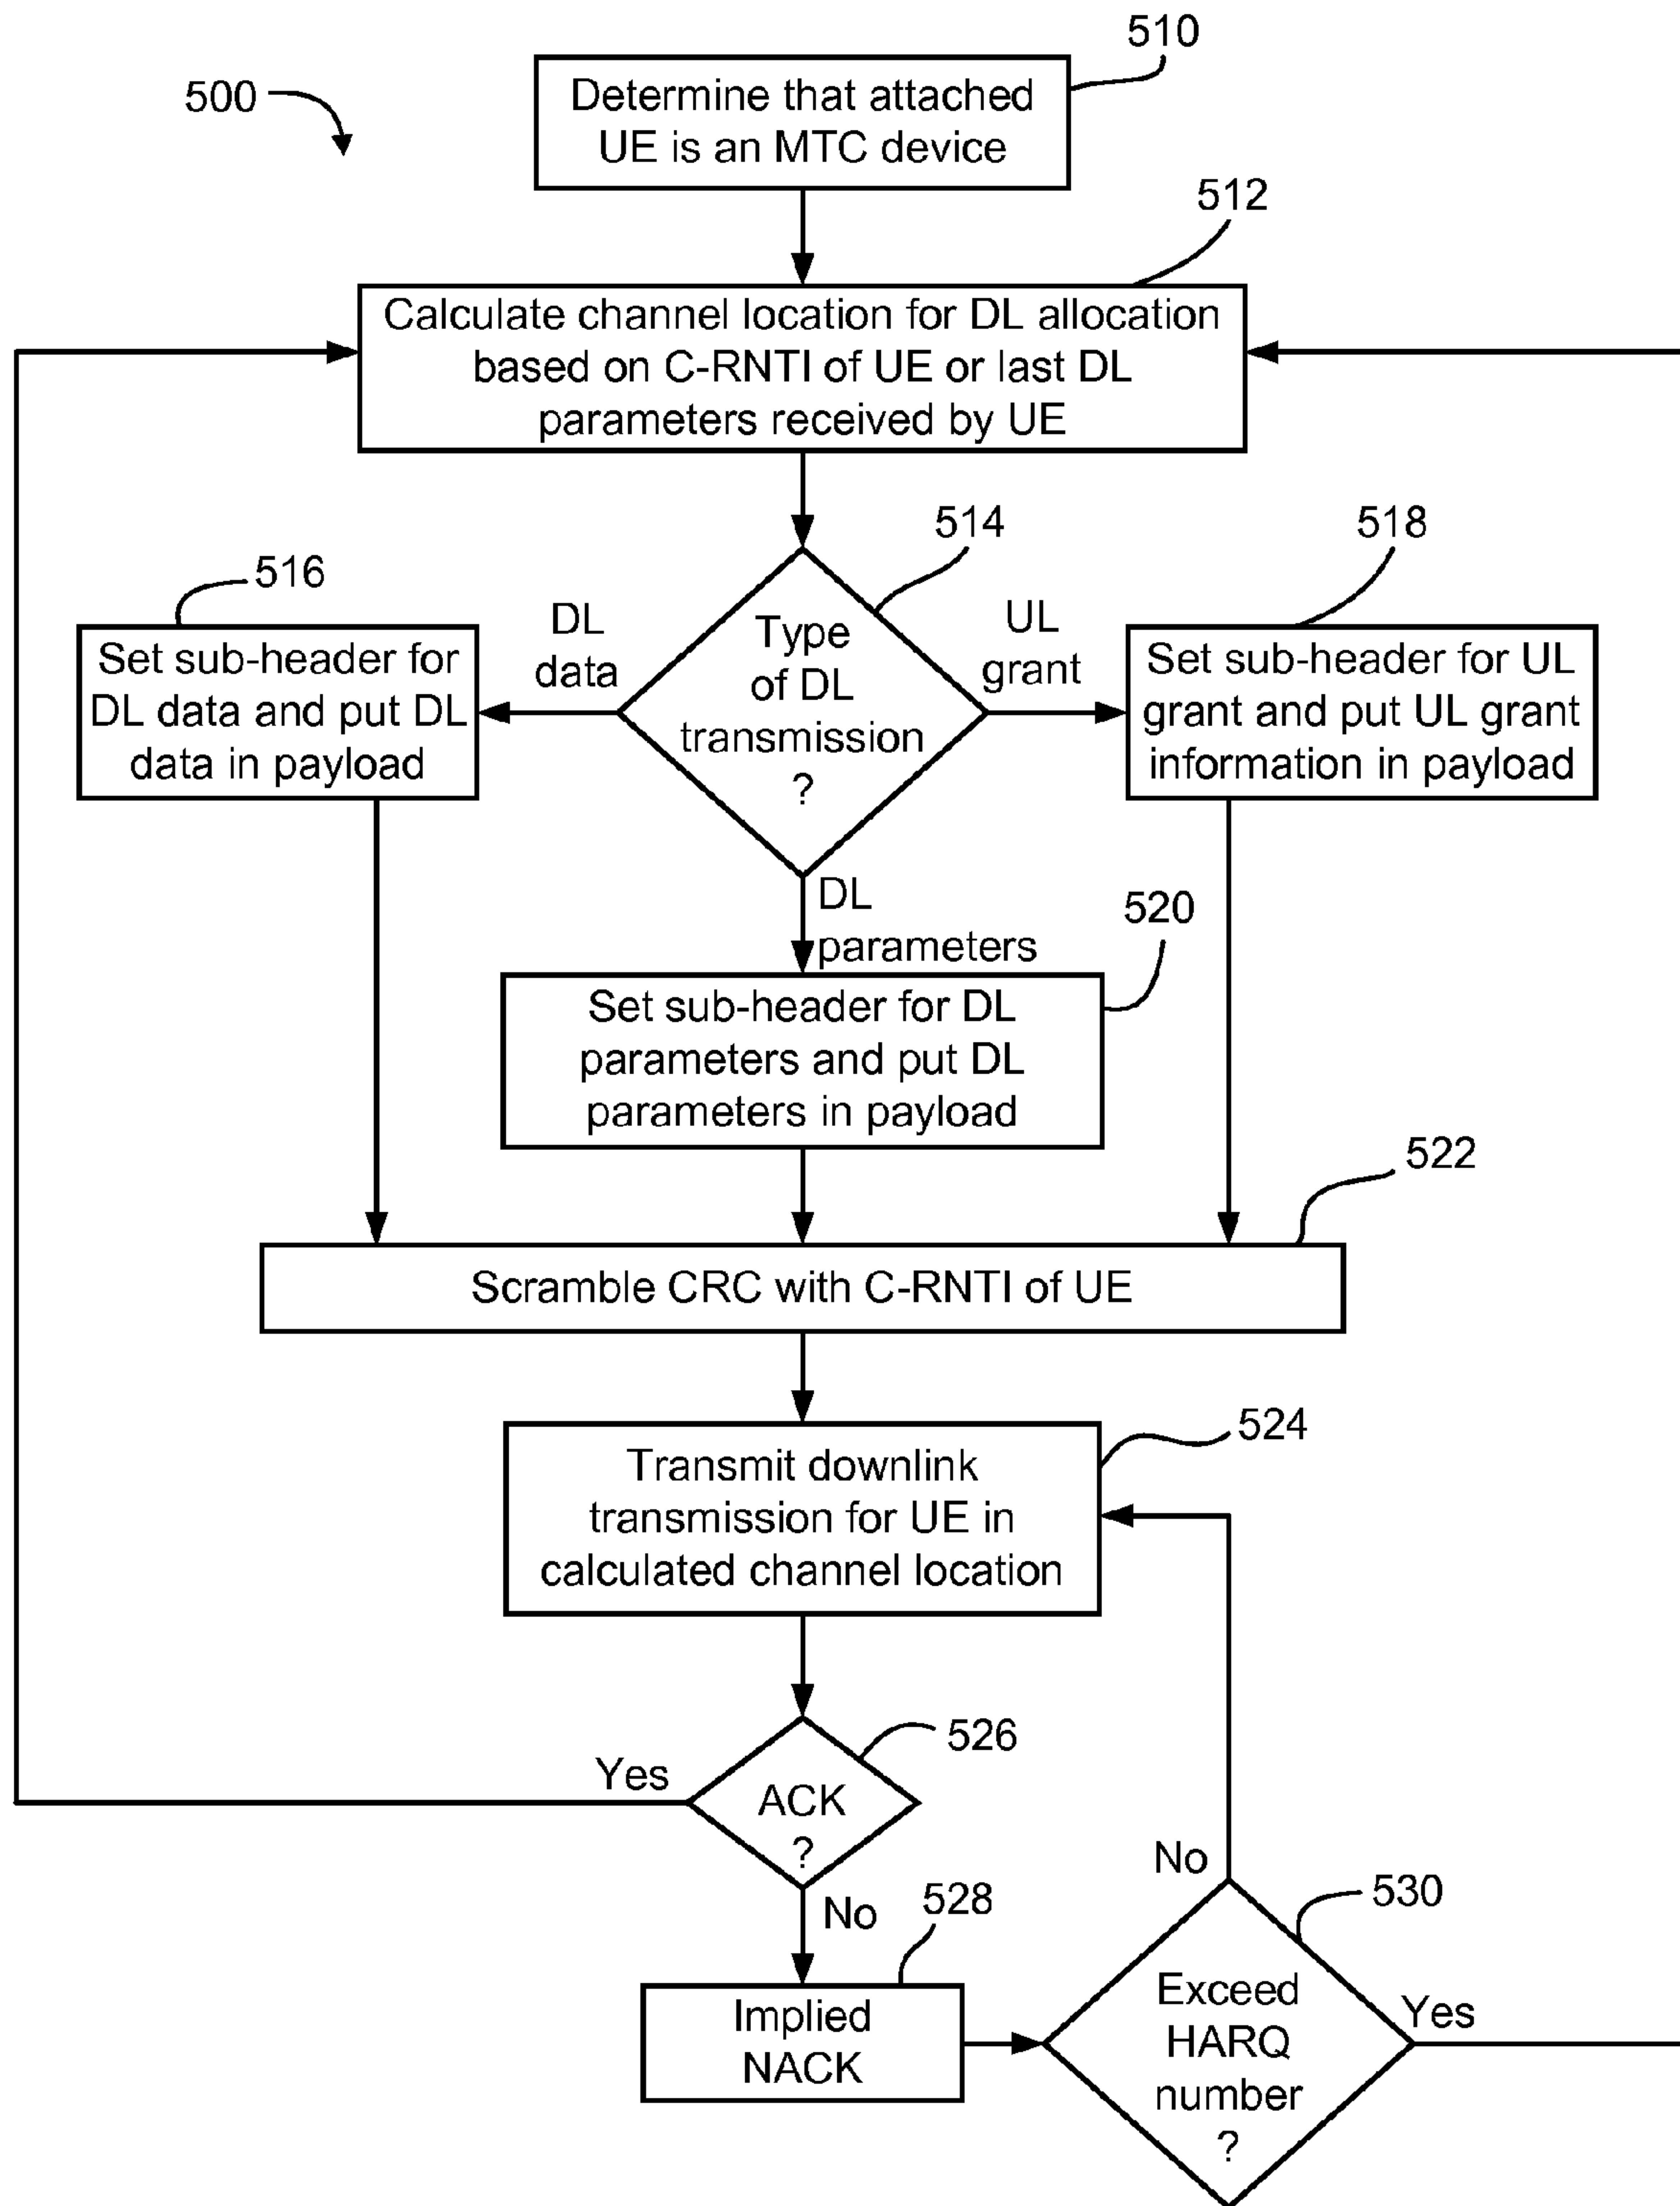 510
500
Determine that attached
UE is an MTC device
512
Calculate channel location for DL allocation
based on C-RNTI of UE or last DL
parameters received by UE
514
518
516
DL
data
Type
of DL
transmission
?
UL
grant
Set sub-header for
DL data and put DL
data in payload
Set sub-header for UL
grant and put UL grant
information in payload
DL
parameters
520
Set sub-header for DL
parameters and put DL
parameters in payload
522
Scramble CRC with C-RNTI of UE
524
Transmit downlink
transmission for UE in
calculated channel location
526
Yes
ACK
?
No
No
528
530
Implied
NACK
Exceed
HARQ
number
?
Yes